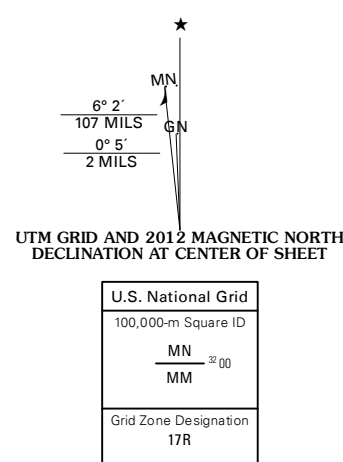 ★
MN
6° 2´
107 MILS
GN
0° 5´
2 MILS
UTM GRID AND 2012 MAGNETIC NORTH
DECLINATION AT CENTER OF SHEET
U.S. National Grid
100,000-m Square ID
MN
32 00
MM
Grid Zone Designation
17R